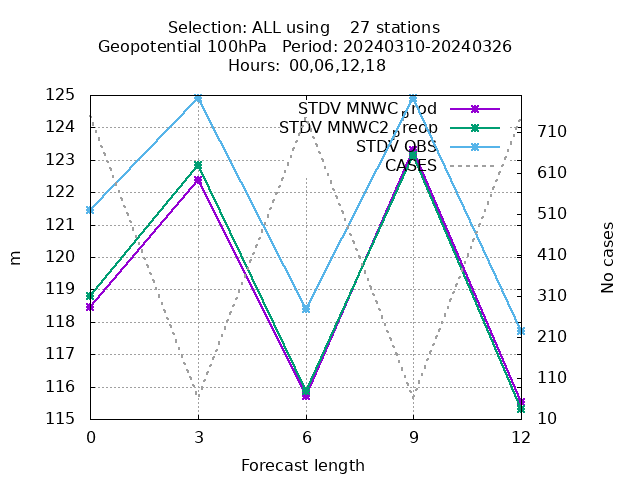 Selection: ALL using    27 stations
Geopotential 100hPa   Period: 20240310-20240326
Hours:  00,06,12,18
STDV MNWC_prod
STDV MNWC2_preop
STDV OBS
CASES
125
124
123
122
121
120
119
118
117
116
115
m
710
610
510
410
310
210
110
10
No cases
0 3 6 9 12
Forecast length